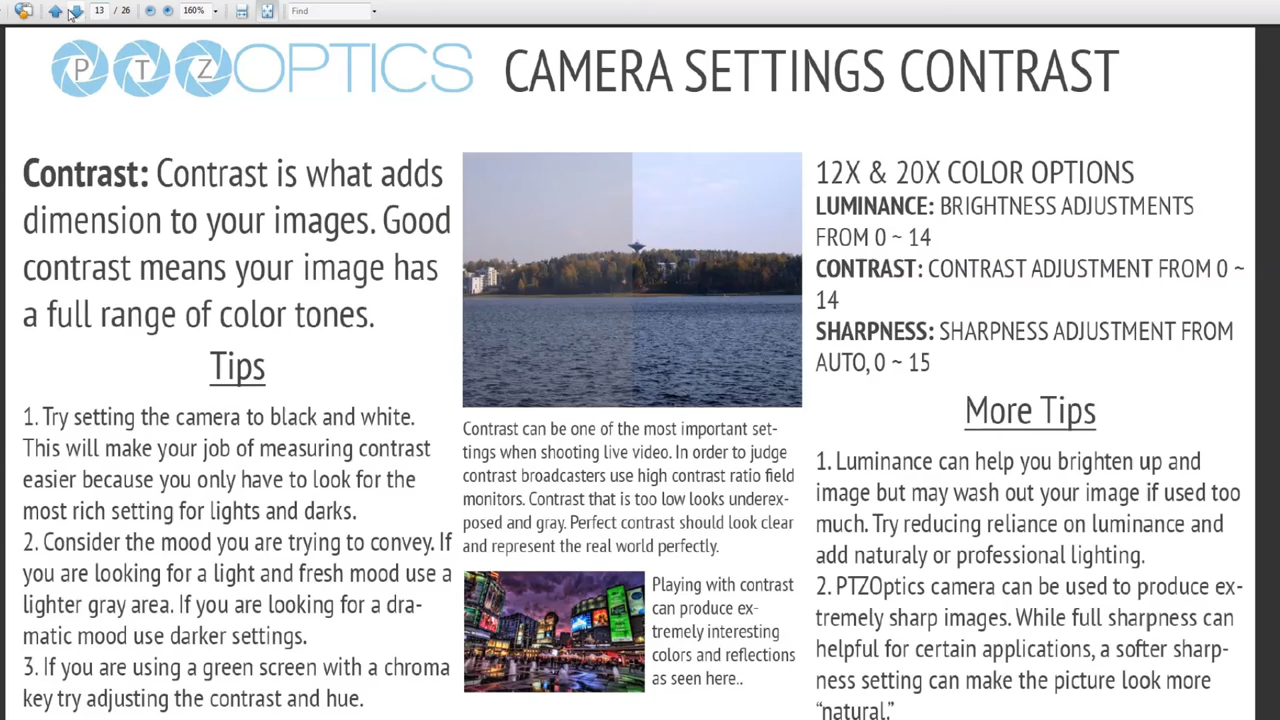 13 / 26 160% Find
PTZOPTICS CAMERA SETTINGS CONTRAST
Contrast: Contrast is what adds
dimension to your images. Good
contrast means your image has
a full range of color tones.
Tips
1. Try setting the camera to black and white.
This will make your job of measuring contrast
easier because you only have to look for the
most rich setting for lights and darks.
2. Consider the mood you are trying to convey. If
you are looking for a light and fresh mood use a
lighter gray area. If you are looking for a dra-
matic mood use darker settings.
3. If you are using a green screen with a chroma
key try adjusting the contrast and hue.
Contrast can be one of the most important set-
tings when shooting live video. In order to judge
contrast broadcasters use high contrast ratio field
monitors. Contrast that is too low looks underex-
posed and gray. Perfect contrast should look clear
and represent the real world perfectly.
Playing with contrast
can produce ex-
tremely interesting
colors and reflections
as seen here..
12X & 20X COLOR OPTIONS
LUMINANCE: BRIGHTNESS ADJUSTMENTS
FROM 0 ~ 14
CONTRAST: CONTRAST ADJUSTMENT FROM 0 ~
14
SHARPNESS: SHARPNESS ADJUSTMENT FROM
AUTO, 0 ~ 15
More Tips
1. Luminance can help you brighten up and
image but may wash out your image if used too
much. Try reducing reliance on luminance and
add naturaly or professional lighting.
2. PTZOptics camera can be used to produce ex-
tremely sharp images. While full sharpness can
helpful for certain applications, a softer sharp-
ness setting can make the picture look more
“natural.”